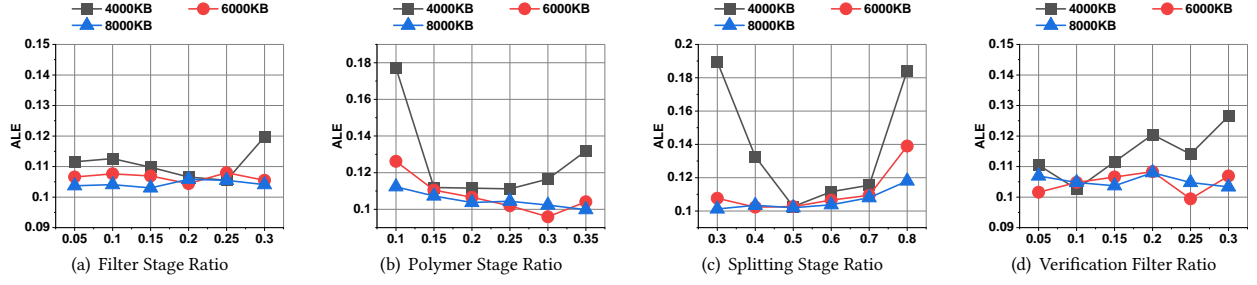 4000KB 6000KB
8000KB
0.15
0.14
0.13
0.12
0.11
0.1
0.09
ALE
0.05 0.1 0.15 0.2 0.25 0.3
(a) Filter Stage Ratio
4000KB 6000KB
8000KB
0.18
0.16
0.14
0.12
0.1
ALE
0.1 0.15 0.2 0.25 0.3 0.35
(b) Polymer Stage Ratio
4000KB 6000KB
8000KB
0.2
0.18
0.16
0.14
0.12
0.1
ALE
0.3 0.4 0.5 0.6 0.7 0.8
(c) Splitting Stage Ratio
4000KB 6000KB
8000KB
0.15
0.14
0.13
0.12
0.11
0.1
0.09
ALE
0.05 0.1 0.15 0.2 0.25 0.3
(d) Verification Filter Ratio